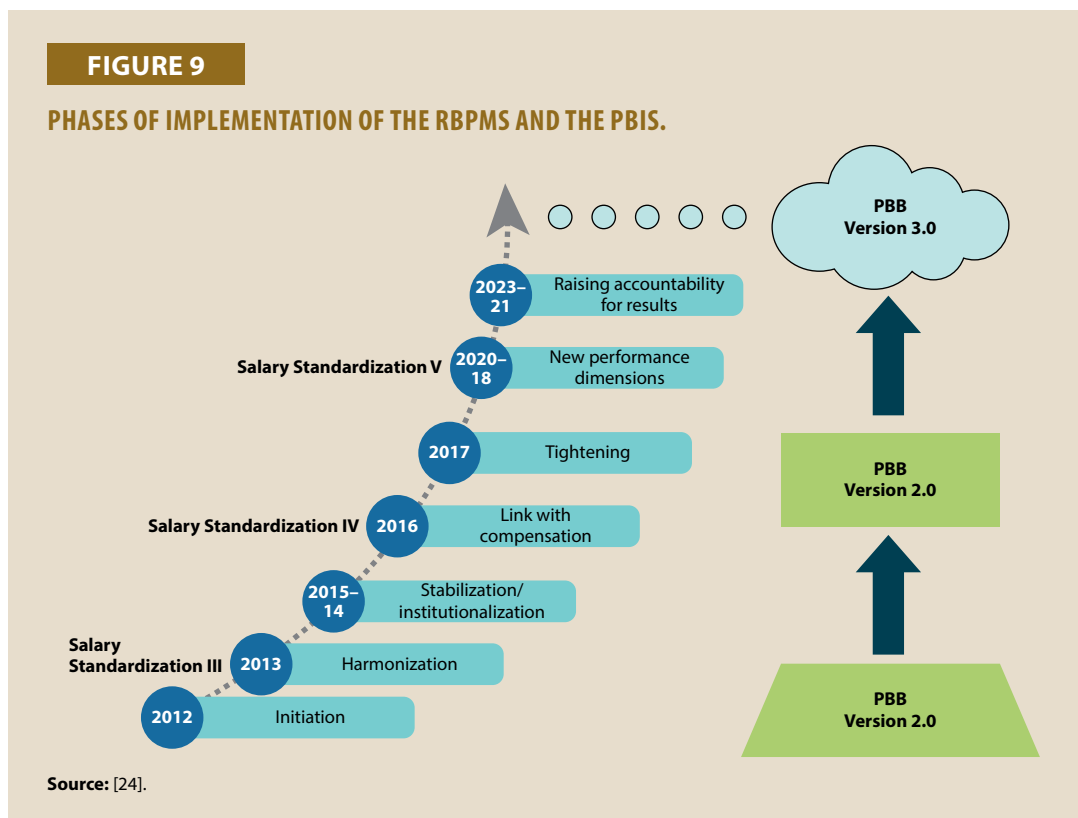 FIGURE 9
PHASES OF IMPLEMENTATION OF THE RBPMS AND THE PBIS.
PBB
Version 3.0
2023–
21
Raising accountability
for results
Salary Standardization V
2020–
18
New performance
dimensions
2017
Tightening
PBB
Version 2.0
Salary Standardization IV
2016
Link with
compensation
2015–
14
Stabilization/
institutionalization
Salary
Standardization III
2013
Harmonization
2012
Initiation
PBB
Version 2.0
Source: [24].